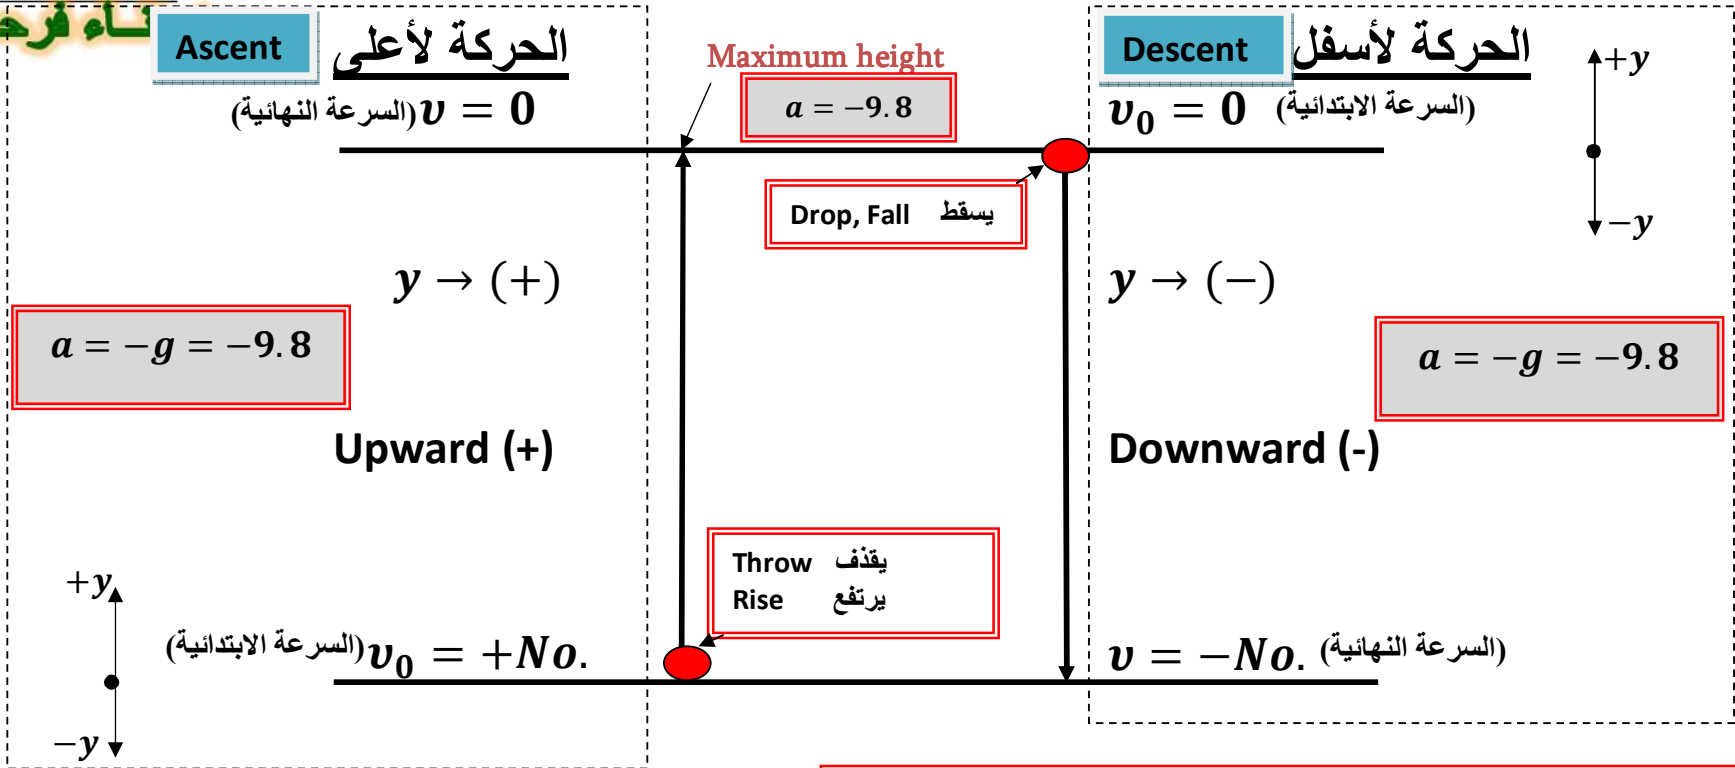 Ascent الحركة لأعلى
(السرعة النهائية) v = 0
Maximum height
a = −9.8
Descent الحركة لأسفل
v₀ = 0 (السرعة الابتدائية)
+y
−y
Drop, Fall يسقط
y → (+)
a = −g = −9.8
Upward (+)
y → (−)
a = −g = −9.8
Downward (-)
Throw يقذف
Rise يرتفع
+y
−y
(السرعة الابتدائية) v₀ = +No.
v = −No. (السرعة النهائية)